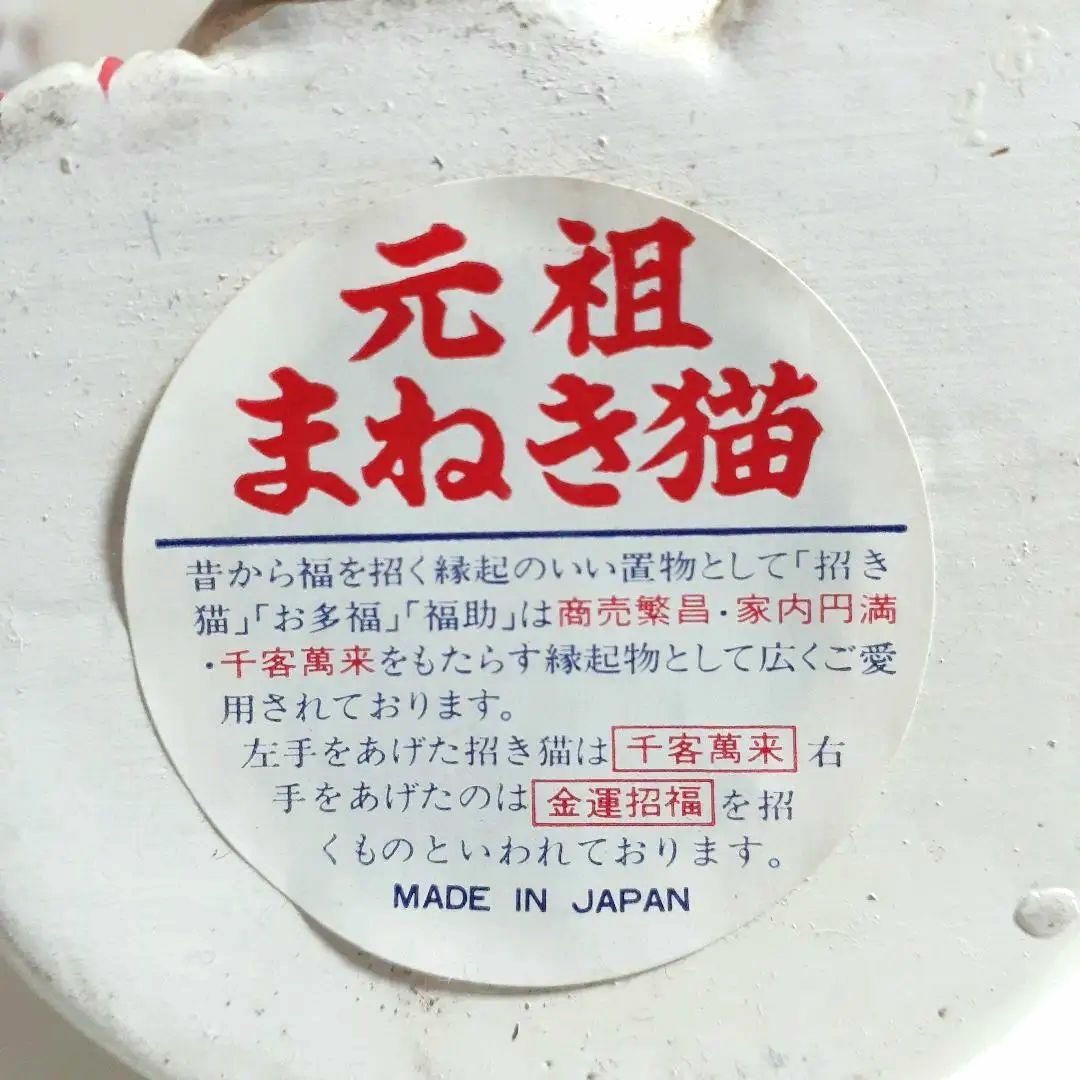 元祖
まねき猫
昔から福を招く縁起のいい置物として「招き
猫」「お多福」「福助」は商売繁昌・家内円満
・千客萬来をもたらす縁起物として広くご愛
用されております。
左手をあげた招き猫は千客萬来右
手をあげたのは金運招福を招
くものといわれております。
MADE IN JAPAN